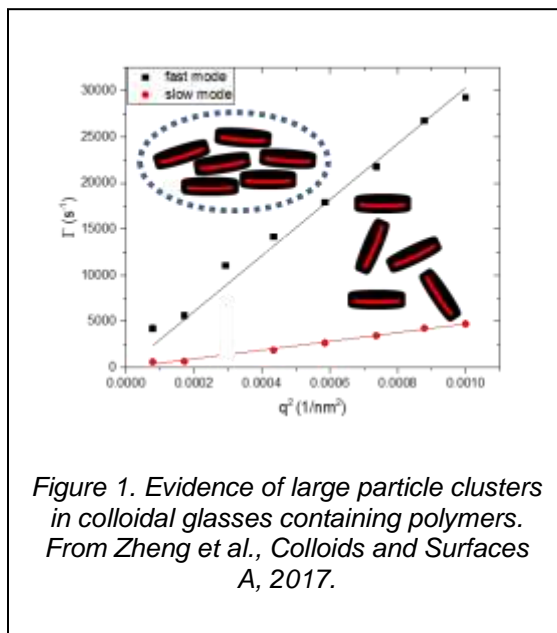 fast mode
slow mode
30000
25000
20000
15000
10000
5000
0
Γ (s⁻¹)
0.0000 0.0002 0.0004 0.0006 0.0008 0.0010
q² (1/nm²)
Figure 1. Evidence of large particle clusters
in colloidal glasses containing polymers.
From Zheng et al., Colloids and Surfaces
A, 2017.